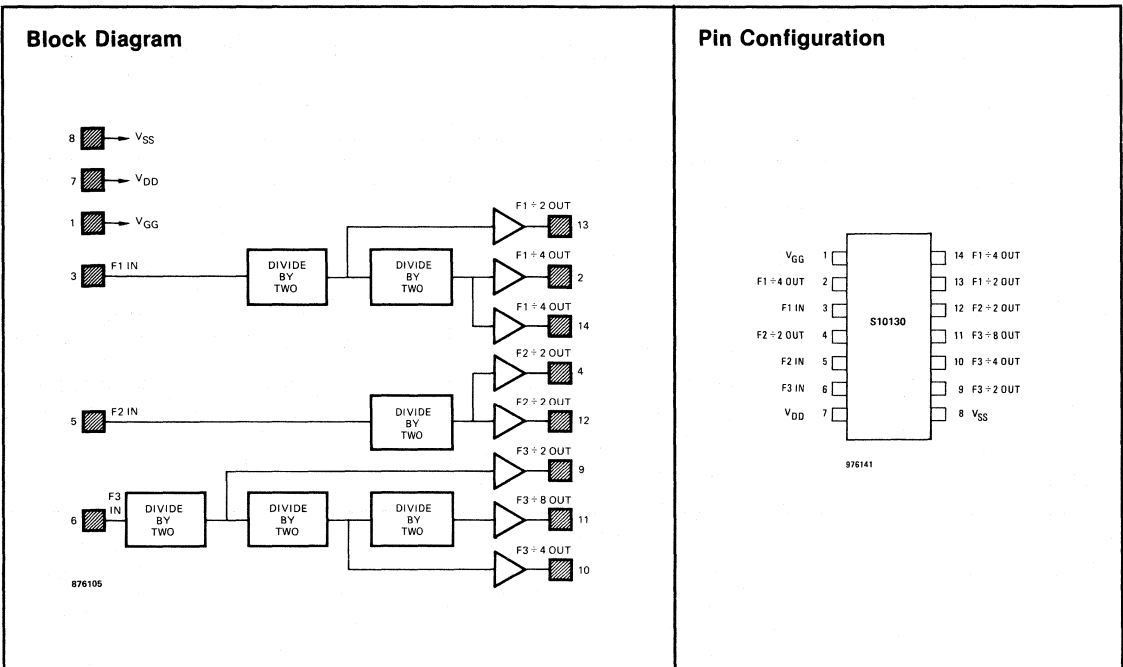 Block Diagram
8 VSS
7 VDD
1 VGG
3 F1 IN
DIVIDE
BY
TWO
DIVIDE
BY
TWO
F1 ÷ 2 OUT
13
F1 ÷ 4 OUT
2
F1 ÷ 4 OUT
14
5 F2 IN
DIVIDE
BY
TWO
F2 ÷ 2 OUT
4
F2 ÷ 2 OUT
12
6 F3
IN
DIVIDE
BY
TWO
DIVIDE
BY
TWO
DIVIDE
BY
TWO
F3 ÷ 2 OUT
9
F3 ÷ 8 OUT
11
F3 ÷ 4 OUT
10
876105
Pin Configuration
S10130
VGG 1
F1 ÷4 OUT 2
F1 IN 3
F2 ÷2 OUT 4
F2 IN 5
F3 IN 6
VDD 7
14 F1 ÷4 OUT
13 F1 ÷2 OUT
12 F2 ÷2 OUT
11 F3 ÷8 OUT
10 F3 ÷4 OUT
9 F3 ÷2 OUT
8 VSS
976141